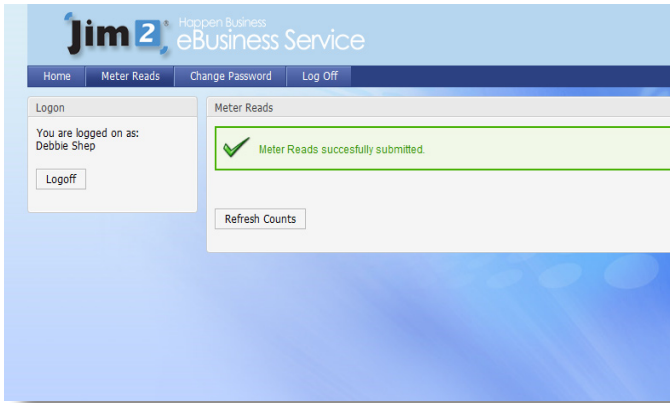 Jim2
Happen Business
eBusiness Service
Home Meter Reads Change Password Log Off
Logon
You are logged on as:
Debbie Shep
Logoff
Meter Reads
Meter Reads succesfully submitted.
Refresh Counts